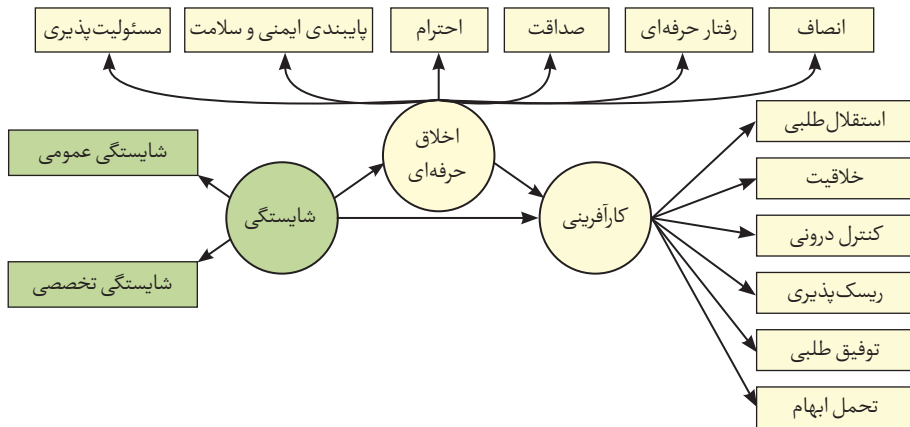 انصاف
رفتار حرفه‌ای
صداقت
احترام
پایبندی ایمنی و سلامت
مسئولیت‌پذیری
استقلال‌طلبی
خلاقیت
کنترل درونی
ریسک‌پذیری
توفیق طلبی
تحمل ابهام
کارآفرینی
اخلاق
حرفه‌ای
شایستگی
شایستگی عمومی
شایستگی تخصصی